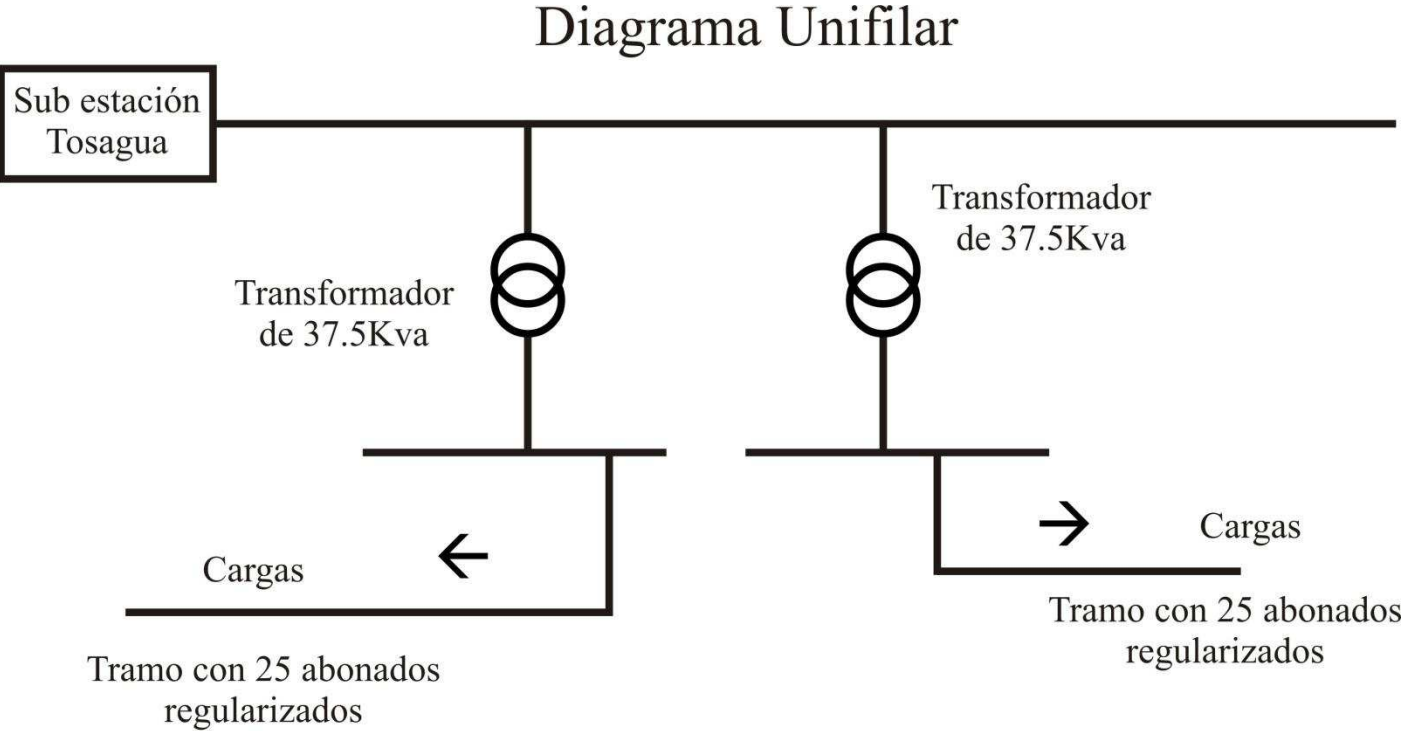 Diagrama Unifilar
Sub estación
Tosagua
Transformador
de 37.5Kva
Transformador
de 37.5Kva
Cargas
Cargas
Tramo con 25 abonados
regularizados
Tramo con 25 abonados
regularizados